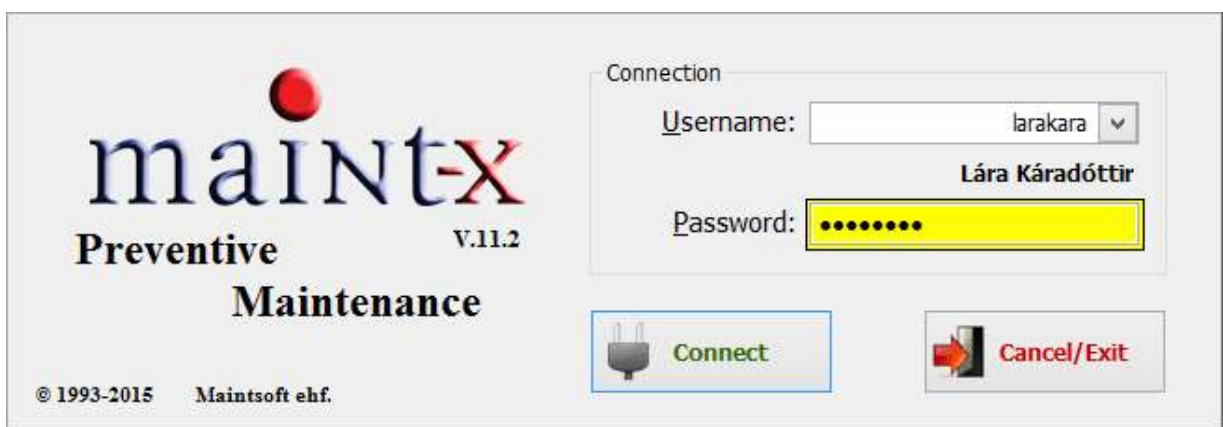 maint-x
Preventive
V.11.2
Maintenance
© 1993-2015 Maintsoft ehf.
Connection
Username: larakara
Lára Káradóttir
Password: ••••••••
Connect
Cancel/Exit